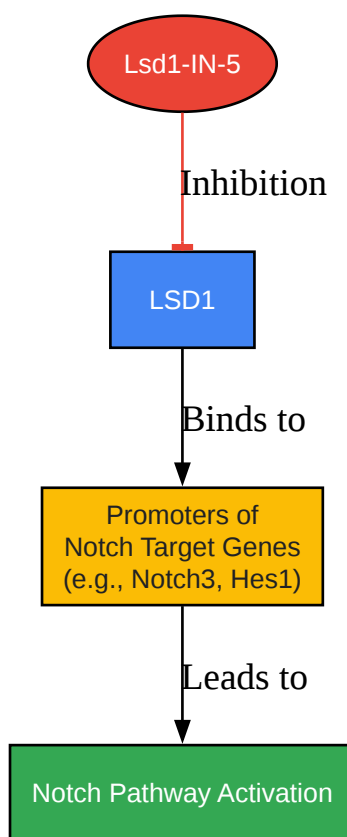 Lsd1-IN-5
Inhibition
LSD1
Binds to
Promoters of
Notch Target Genes
(e.g., Notch3, Hes1)
Leads to
Notch Pathway Activation